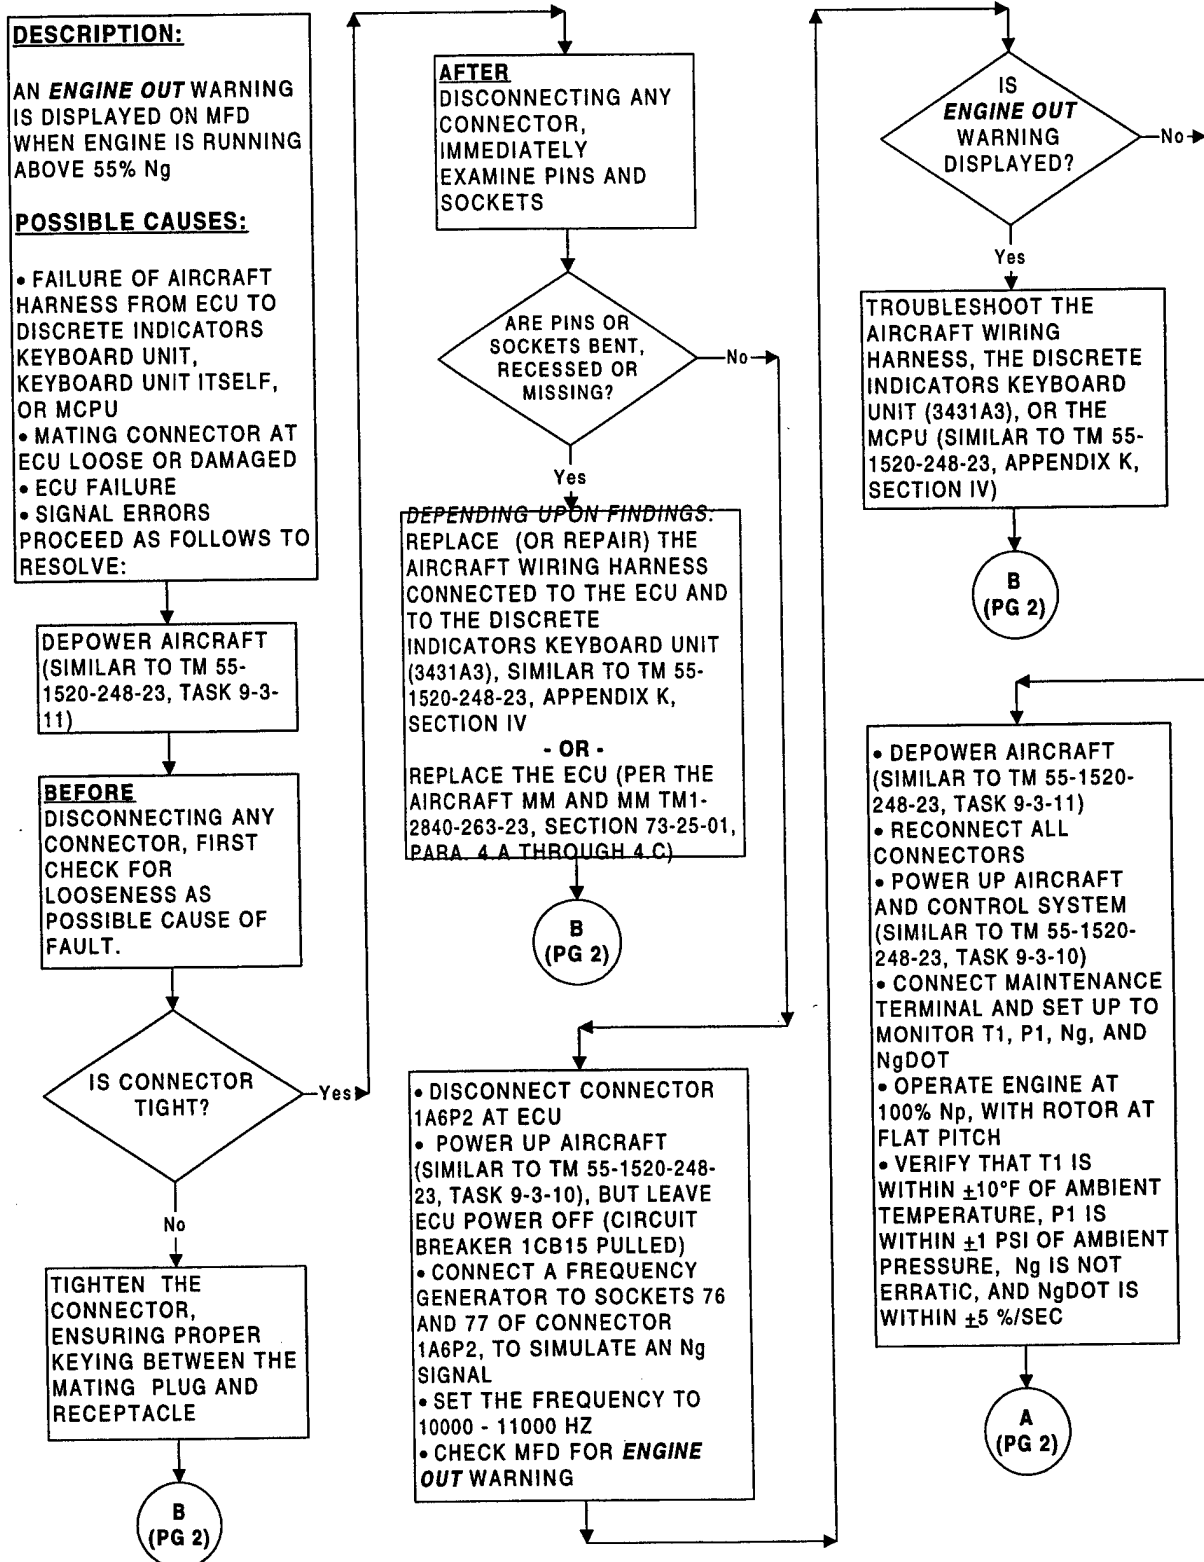 DESCRIPTION:
AN ENGINE OUT WARNING
IS DISPLAYED ON MFD
WHEN ENGINE IS RUNNING
ABOVE 55% Ng
POSSIBLE CAUSES:
• FAILURE OF AIRCRAFT
HARNESS FROM ECU TO
DISCRETE INDICATORS
KEYBOARD UNIT,
KEYBOARD UNIT ITSELF,
OR MCPU
• MATING CONNECTOR AT
ECU LOOSE OR DAMAGED
• ECU FAILURE
• SIGNAL ERRORS
PROCEED AS FOLLOWS TO
RESOLVE:
DEPOWER AIRCRAFT
(SIMILAR TO TM 55-
1520-248-23, TASK 9-3-
11)
BEFORE
DISCONNECTING ANY
CONNECTOR, FIRST
CHECK FOR
LOOSENESS AS
POSSIBLE CAUSE OF
FAULT.
IS CONNECTOR
TIGHT?
Yes
No
TIGHTEN THE
CONNECTOR,
ENSURING PROPER
KEYING BETWEEN THE
MATING PLUG AND
RECEPTACLE
B
(PG 2)
AFTER
DISCONNECTING ANY
CONNECTOR,
IMMEDIATELY
EXAMINE PINS AND
SOCKETS
ARE PINS OR
SOCKETS BENT,
RECESSED OR
MISSING?
No
Yes
DEPENDING UPON FINDINGS:
REPLACE (OR REPAIR) THE
AIRCRAFT WIRING HARNESS
CONNECTED TO THE ECU AND
TO THE DISCRETE
INDICATORS KEYBOARD UNIT
(3431A3), SIMILAR TO TM 55-
1520-248-23, APPENDIX K,
SECTION IV
- OR -
REPLACE THE ECU (PER THE
AIRCRAFT MM AND MM TM1-
2840-263-23, SECTION 73-25-01,
PARA. 4.A THROUGH 4.C)
B
(PG 2)
• DISCONNECT CONNECTOR
1A6P2 AT ECU
• POWER UP AIRCRAFT
(SIMILAR TO TM 55-1520-248-
23, TASK 9-3-10), BUT LEAVE
ECU POWER OFF (CIRCUIT
BREAKER 1CB15 PULLED)
• CONNECT A FREQUENCY
GENERATOR TO SOCKETS 76
AND 77 OF CONNECTOR
1A6P2, TO SIMULATE AN Ng
SIGNAL
• SET THE FREQUENCY TO
10000 - 11000 HZ
• CHECK MFD FOR ENGINE
OUT WARNING
IS
ENGINE OUT
WARNING
DISPLAYED?
No
Yes
TROUBLESHOOT THE
AIRCRAFT WIRING
HARNESS, THE DISCRETE
INDICATORS KEYBOARD
UNIT (3431A3), OR THE
MCPU (SIMILAR TO TM 55-
1520-248-23, APPENDIX K,
SECTION IV)
B
(PG 2)
• DEPOWER AIRCRAFT
(SIMILAR TO TM 55-1520-
248-23, TASK 9-3-11)
• RECONNECT ALL
CONNECTORS
• POWER UP AIRCRAFT
AND CONTROL SYSTEM
(SIMILAR TO TM 55-1520-
248-23, TASK 9-3-10)
• CONNECT MAINTENANCE
TERMINAL AND SET UP TO
MONITOR T1, P1, Ng, AND
NgDOT
• OPERATE ENGINE AT
100% Np, WITH ROTOR AT
FLAT PITCH
• VERIFY THAT T1 IS
WITHIN ±10°F OF AMBIENT
TEMPERATURE, P1 IS
WITHIN ±1 PSI OF AMBIENT
PRESSURE, Ng IS NOT
ERRATIC, AND NgDOT IS
WITHIN ±5 %/SEC
A
(PG 2)